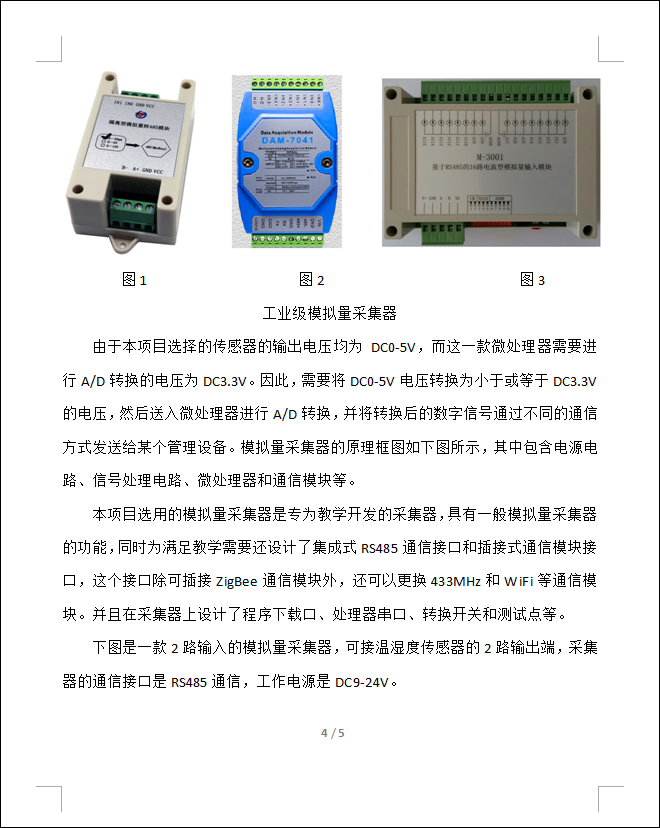 IN1 IN0 GND VCC
隔离型模拟量转485模块
B- A+ GND VCC
Data Acquisition Module
DAM-7041
M-3001
基于RS485的16路电流型模拟量输入模块
图 1
图 2
图 3
工业级模拟量采集器
由于本项目选择的传感器的输出电压均为 DC0-5V，而这一款微处理器需要进
行 A/D 转换的电压为 DC3.3V。因此，需要将 DC0-5V 电压转换为小于或等于 DC3.3V
的电压，然后送入微处理器进行 A/D 转换，并将转换后的数字信号通过不同的通信
方式发送给某个管理设备。模拟量采集器的原理框图如下图所示，其中包含电源电
路、信号处理电路、微处理器和通信模块等。
本项目选用的模拟量采集器是专为教学开发的采集器，具有一般模拟量采集器
的功能，同时为满足教学需要还设计了集成式 RS485 通信接口和插接式通信模块接
口，这个接口除可插接 ZigBee 通信模块外，还可以更换 433MHz 和 WiFi 等通信模
块。并且在采集器上设计了程序下载口、处理器串口、转换开关和测试点等。
下图是一款 2 路输入的模拟量采集器，可接温湿度传感器的 2 路输出端，采集
器的通信接口是 RS485 通信，工作电源是 DC9-24V。
4 / 5